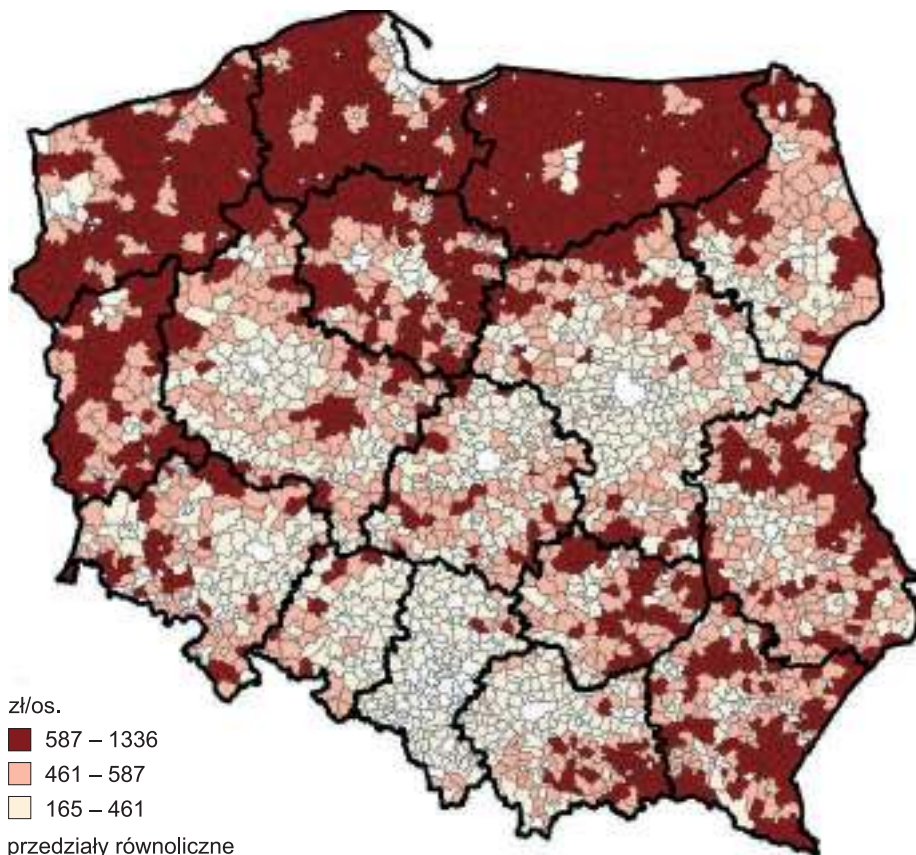 zł/os.
587 – 1336
461 – 587
165 – 461
przedziały równoliczne